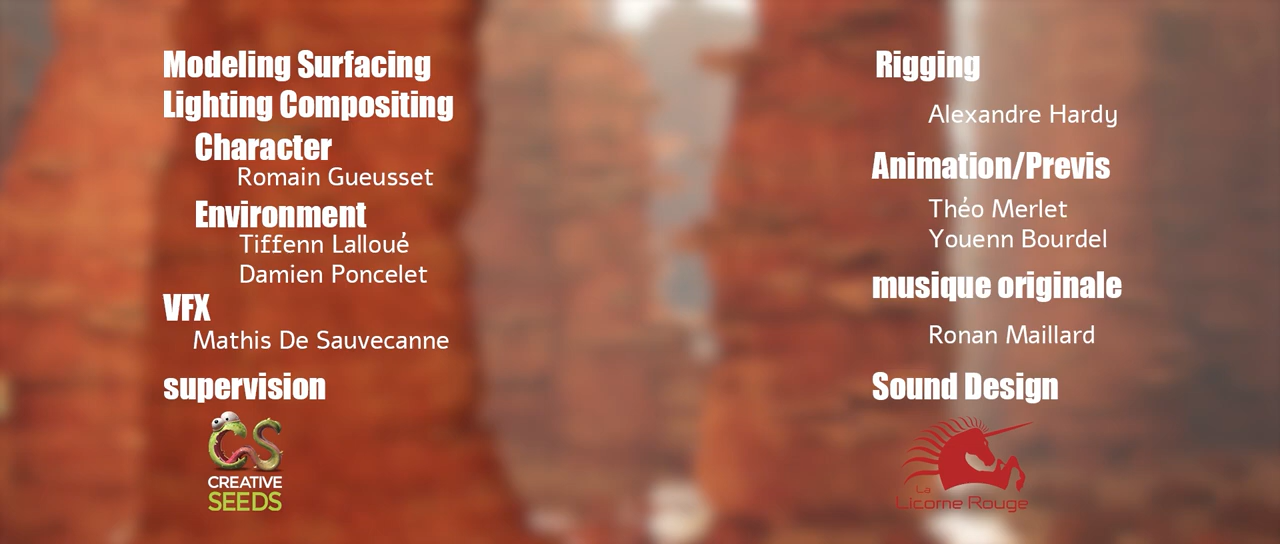 Modeling Surfacing
Lighting Compositing
Character
Romain Gueusset
Environment
Tiffenn Lalloué
Damien Poncelet
VFX
Mathis De Sauvecanne
supervision
CS
CREATIVE
SEEDS
Rigging
Alexandre Hardy
Animation/Previs
Théo Merlet
Youenn Bourdel
musique originale
Ronan Maillard
Sound Design
La
Licorne Rouge